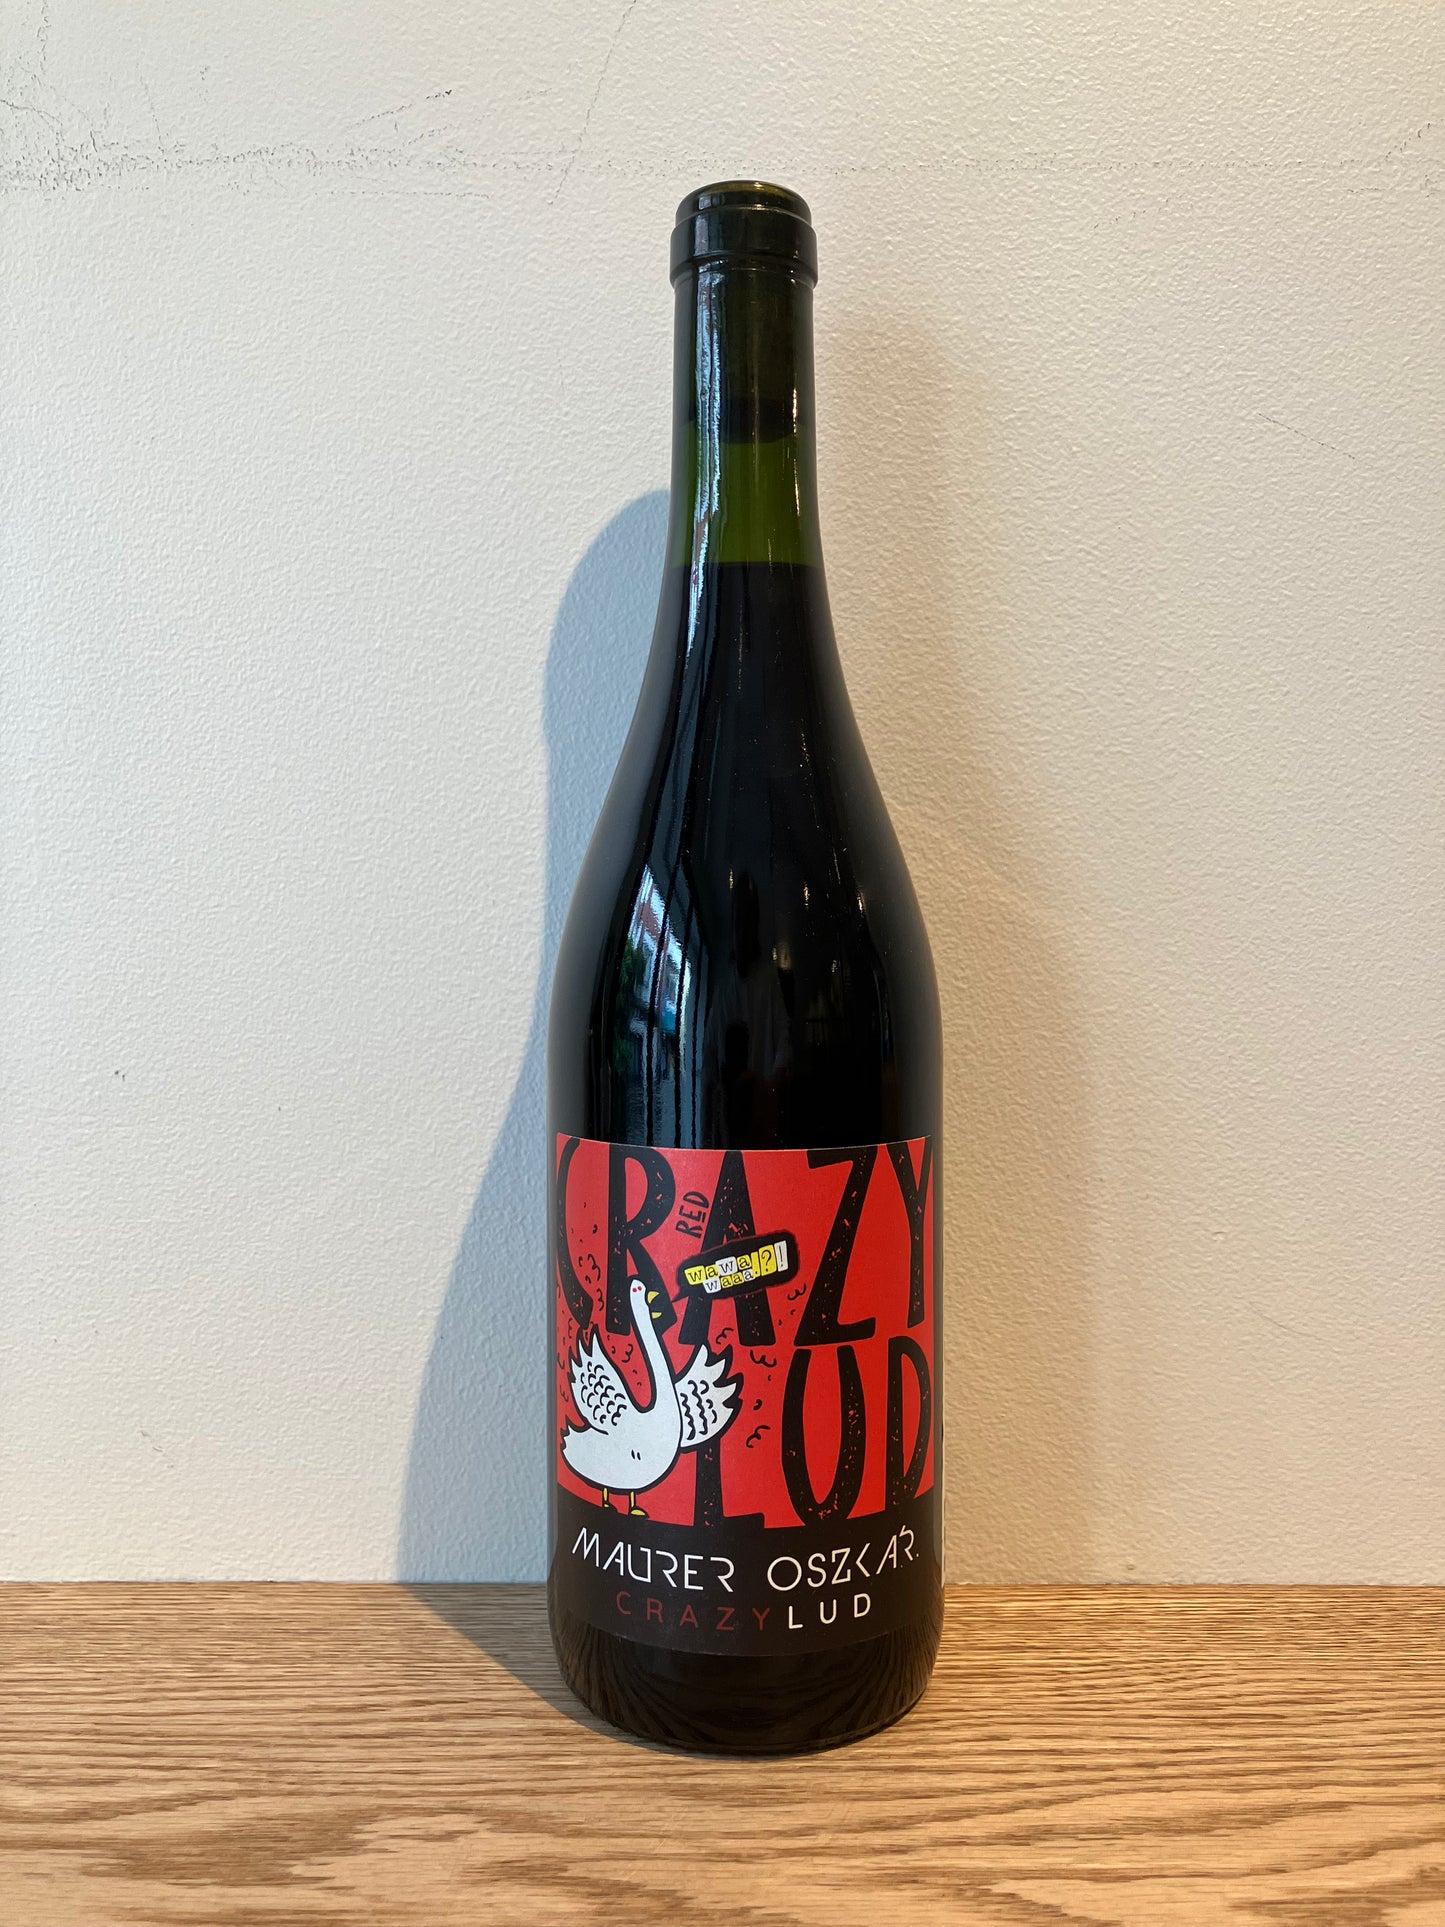 CRAZY
RED
wawa
waaa.?!
LUD
MAURER OSZKÁR
CRAZYLUD